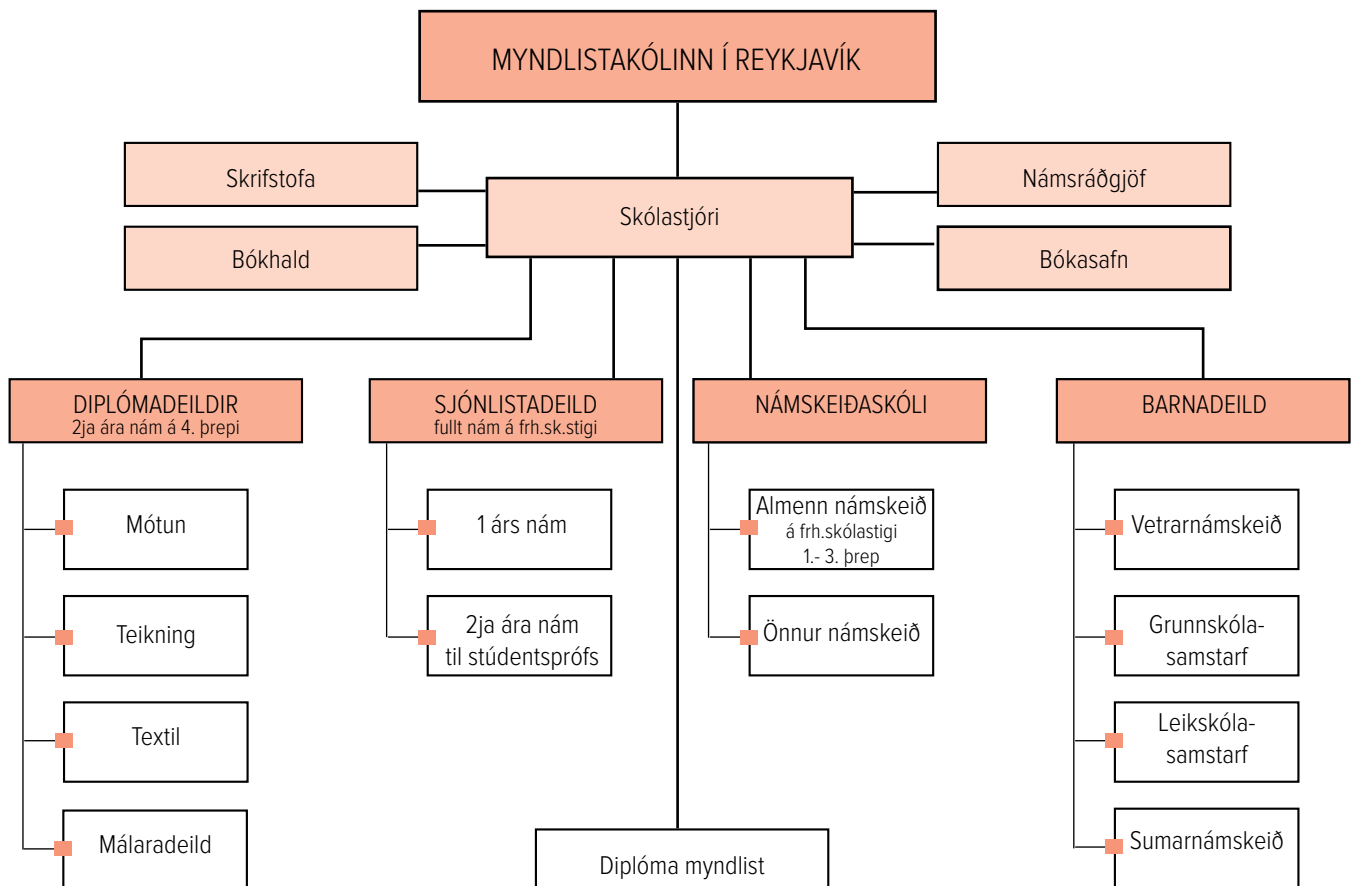 MYNDLISTAKÓLINN Í REYKJAVÍK
Skrifstofa
Námsráðgjöf
Skólastjóri
Bókhald
Bókasafn
DIPLÓMADEILDIR
2ja ára nám á 4. þrepi
Mótun
Teikning
Textil
Málaradeild
SJÓNLISTADEILD
fullt nám á frh.sk.stigi
1 árs nám
2ja ára nám
til stúdentsprófs
Diplóma myndlist
NÁMSKEIÐASKÓLI
Almenn námskeið
á frh.skólastigi
1.- 3. þrep
Önnur námskeið
BARNADEILD
Vetrarnámskeið
Grunnskóla-
samstarf
Leikskóla-
samstarf
Sumarnámskeið